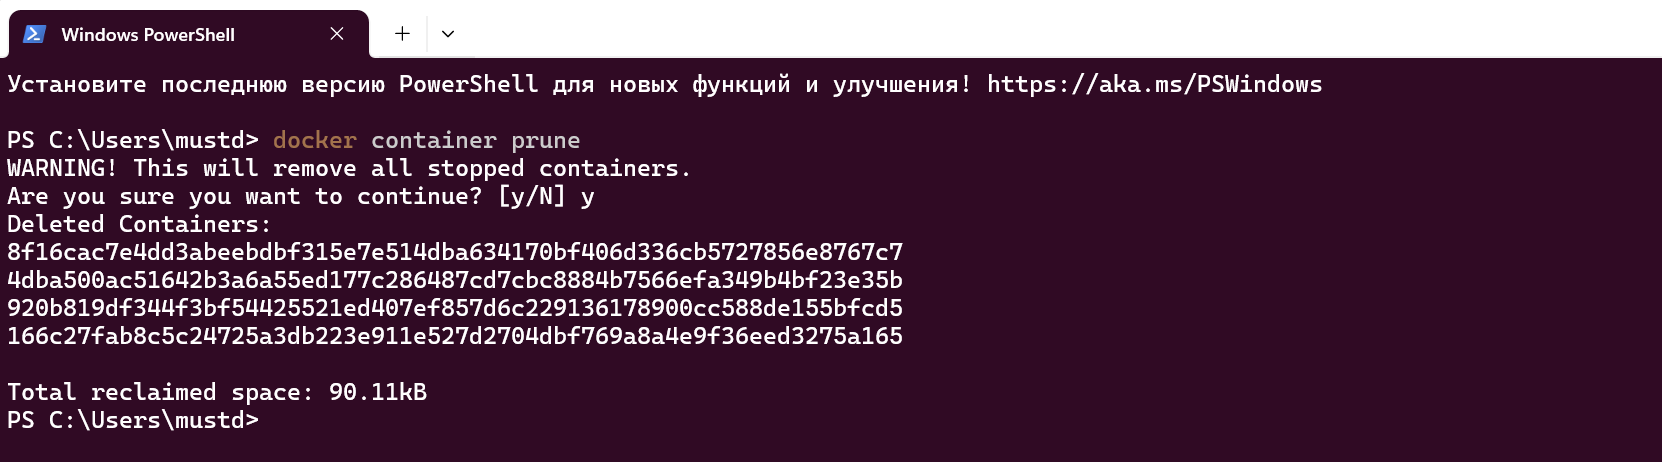 Windows PowerShell
Установите последнюю версию PowerShell для новых функций и улучшения! https://aka.ms/PSWindows
PS C:\Users\mustd> docker container prune
WARNING! This will remove all stopped containers.
Are you sure you want to continue? [y/N] y
Deleted Containers:
8f16cac7e4dd3abeebdbf315e7e514dba634170bf406d336cb5727856e8767c7
4dba500ac51642b3a6a55ed177c286487cd7cbc8884b7566efa349b4bf23e35b
920b819df344f3bf54425521ed407ef857d6c229136178900cc588de155bfcd5
166c27fab8c5c24725a3db223e911e527d2704dbf769a8a4e9f36eed3275a165
Total reclaimed space: 90.11kB
PS C:\Users\mustd>